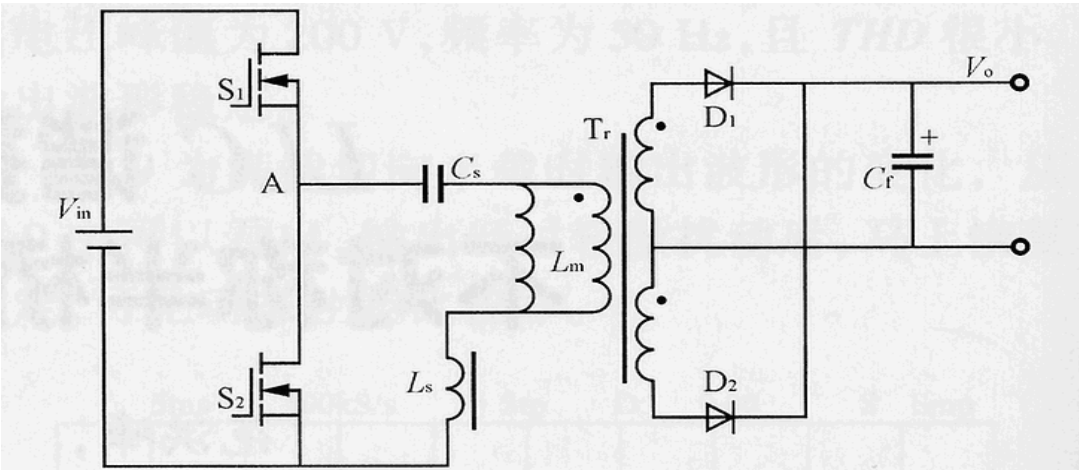 Vo
D1
Tr
S1
Cs
A
Cf
+
Vin
Lm
Ls
S2
D2